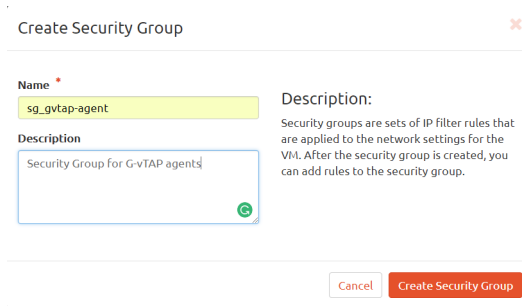 Create Security Group
Name *
sg_gvtap-agent
Description
Security Group for G-vTAP agents
Description:
Security groups are sets of IP filter rules that
are applied to the network settings for the
VM. After the security group is created, you
can add rules to the security group.
Cancel
Create Security Group